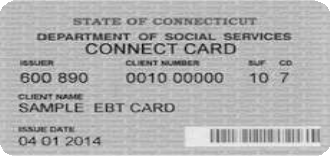 STATE OF CONNECTICUT
DEPARTMENT OF SOCIAL SERVICES
CONNECT CARD
ISSUER CLIENT NUMBER SUF CD
600 890 0010 00000 10 7
CLIENT NAME
SAMPLE EBT CARD
ISSUE DATE
04 01 2014